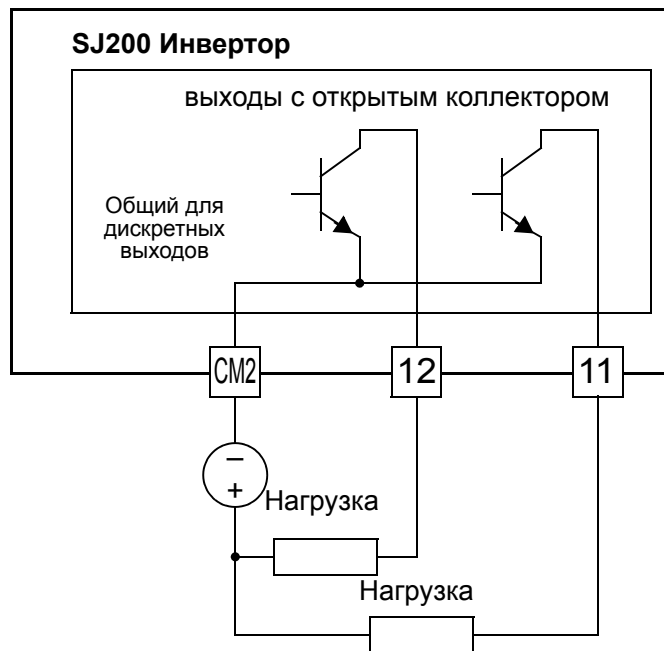 SJ200 Инвертор
выходы с открытым коллектором
Общий для
дискретных
выходов
CM2
12
11
–
+
Нагрузка
Нагрузка